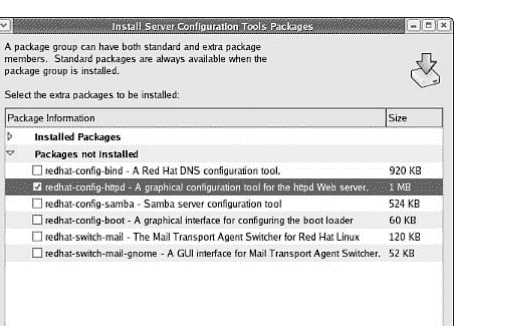 Install Server Configuration Tools Packages
A package group can have both standard and extra package
members. Standard packages are always available when the
package group is installed.
Select the extra packages to be installed:
Package Information Size
Installed Packages
Packages not installed
redhat-config-bind - A Red Hat DNS configuration tool. 920 KB
redhat-config-httpd - A graphical configuration tool for the httpd Web server. 1 MB
redhat-config-samba - Samba server configuration tool 524 KB
redhat-config-boot - A graphical interface for configuring the boot loader 60 KB
redhat-switch-mail - The Mail Transport Agent Switcher for Red Hat Linux 120 KB
redhat-switch-mail-gnome - A GUI interface for Mail Transport Agent Switcher. 52 KB